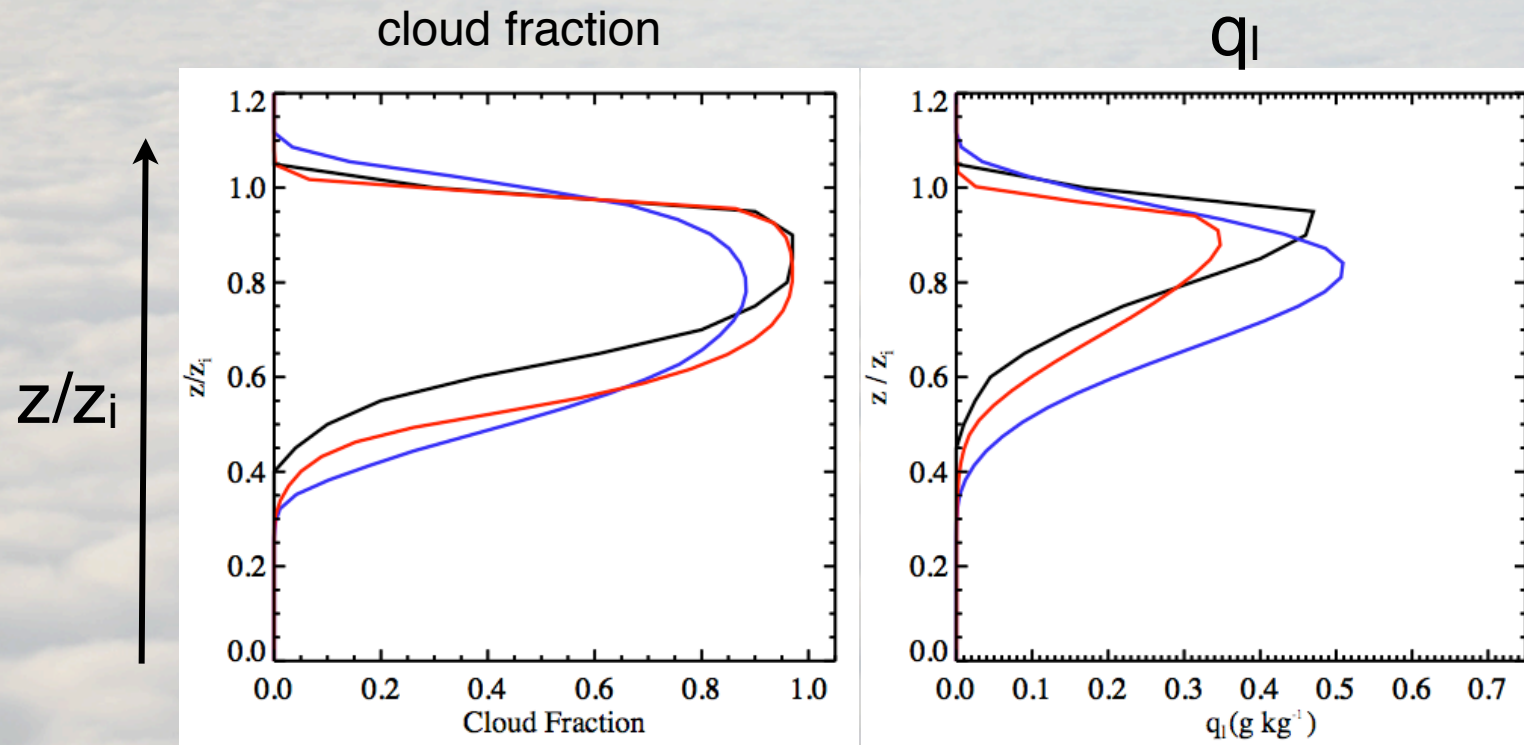 cloud fraction
qₗ
z/zᵢ
1.2
1.0
0.8
0.6
0.4
0.2
0.0
z/zᵢ
0.0 0.2 0.4 0.6 0.8 1.0
Cloud Fraction
1.2
1.0
0.8
0.6
0.4
0.2
0.0
z / zᵢ
0.0 0.1 0.2 0.3 0.4 0.5 0.6 0.7
qₗ(g kg⁻¹)